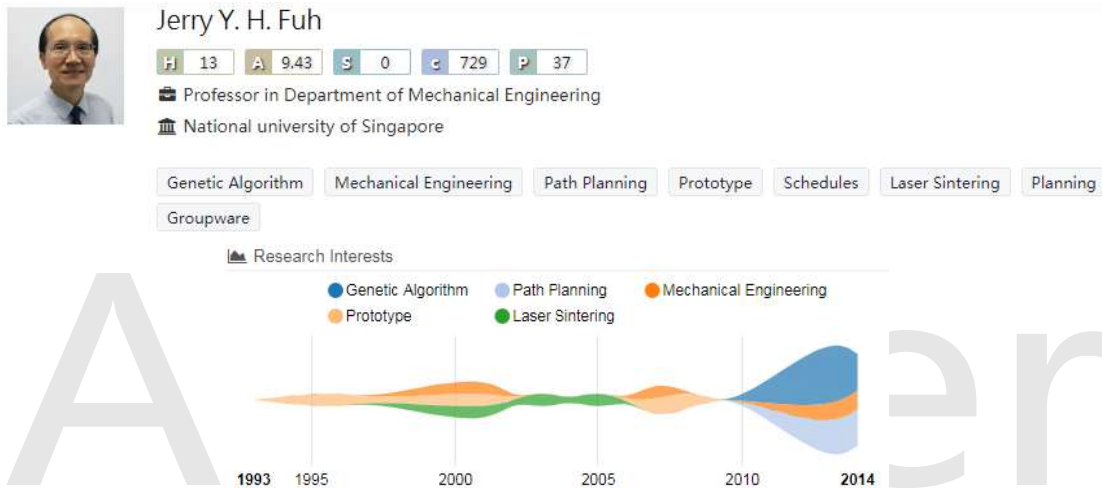 Jerry Y. H. Fuh
H 13 A 9.43 S 0 c 729 P 37
Professor in Department of Mechanical Engineering
National university of Singapore
Genetic Algorithm Mechanical Engineering Path Planning Prototype Schedules Laser Sintering Planning
Groupware
Research Interests
Genetic Algorithm Path Planning Mechanical Engineering
Prototype Laser Sintering
1993 1995 2000 2005 2010 2014